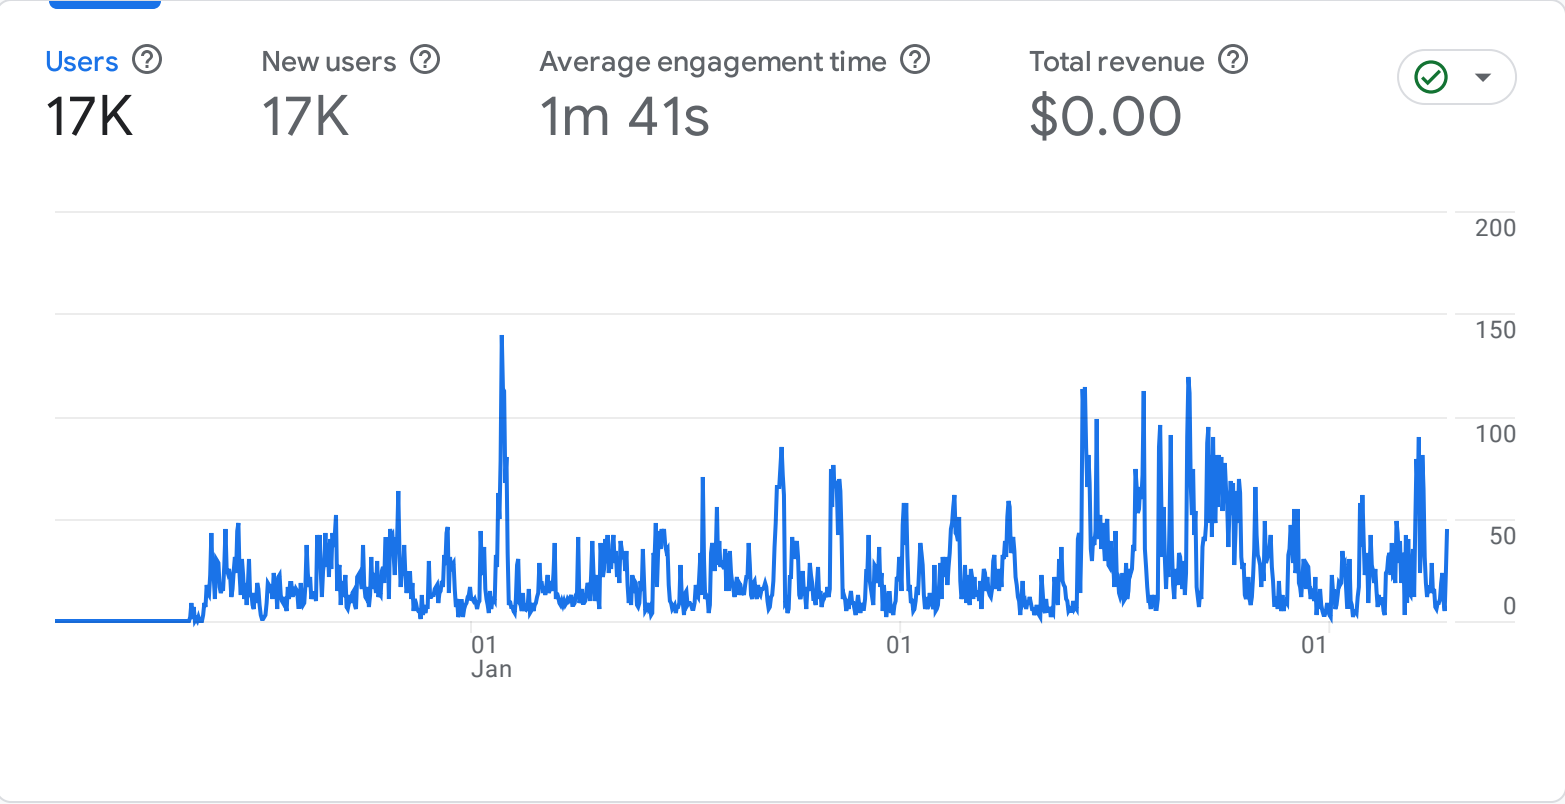 Users New users Average engagement time Total revenue
17K 17K 1m 41s $0.00
200
150
100
50
0
01 01 01
Jan